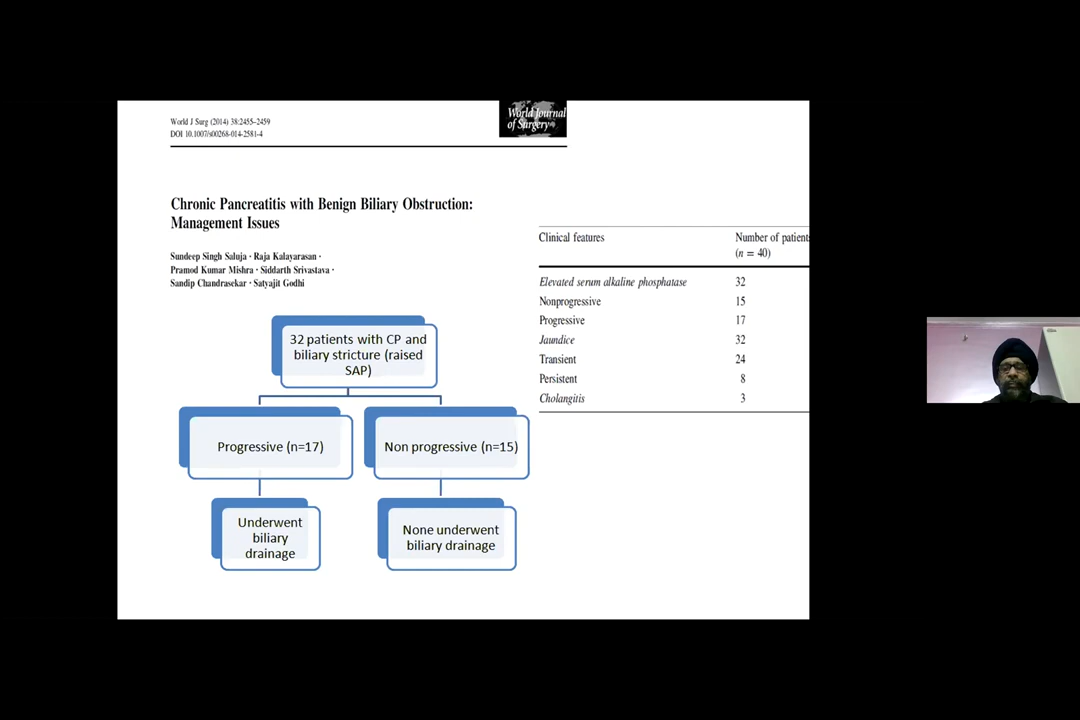 World J Surg (2014) 38:2455–2459
DOI 10.1007/s00268-014-2581-4
World Journal
of Surgery
Chronic Pancreatitis with Benign Biliary Obstruction:
Management Issues
Sundeep Singh Saluja · Raja Kalayarasan ·
Pramod Kumar Mishra · Siddarth Srivastava ·
Sandip Chandrasekar · Satyajit Godhi
32 patients with CP and
biliary stricture (raised
SAP)
Progressive (n=17)
Non progressive (n=15)
Underwent
biliary
drainage
None underwent
biliary drainage
Clinical features Number of patients
(n = 40)
Elevated serum alkaline phosphatase 32
Nonprogressive 15
Progressive 17
Jaundice 32
Transient 24
Persistent 8
Cholangitis 3